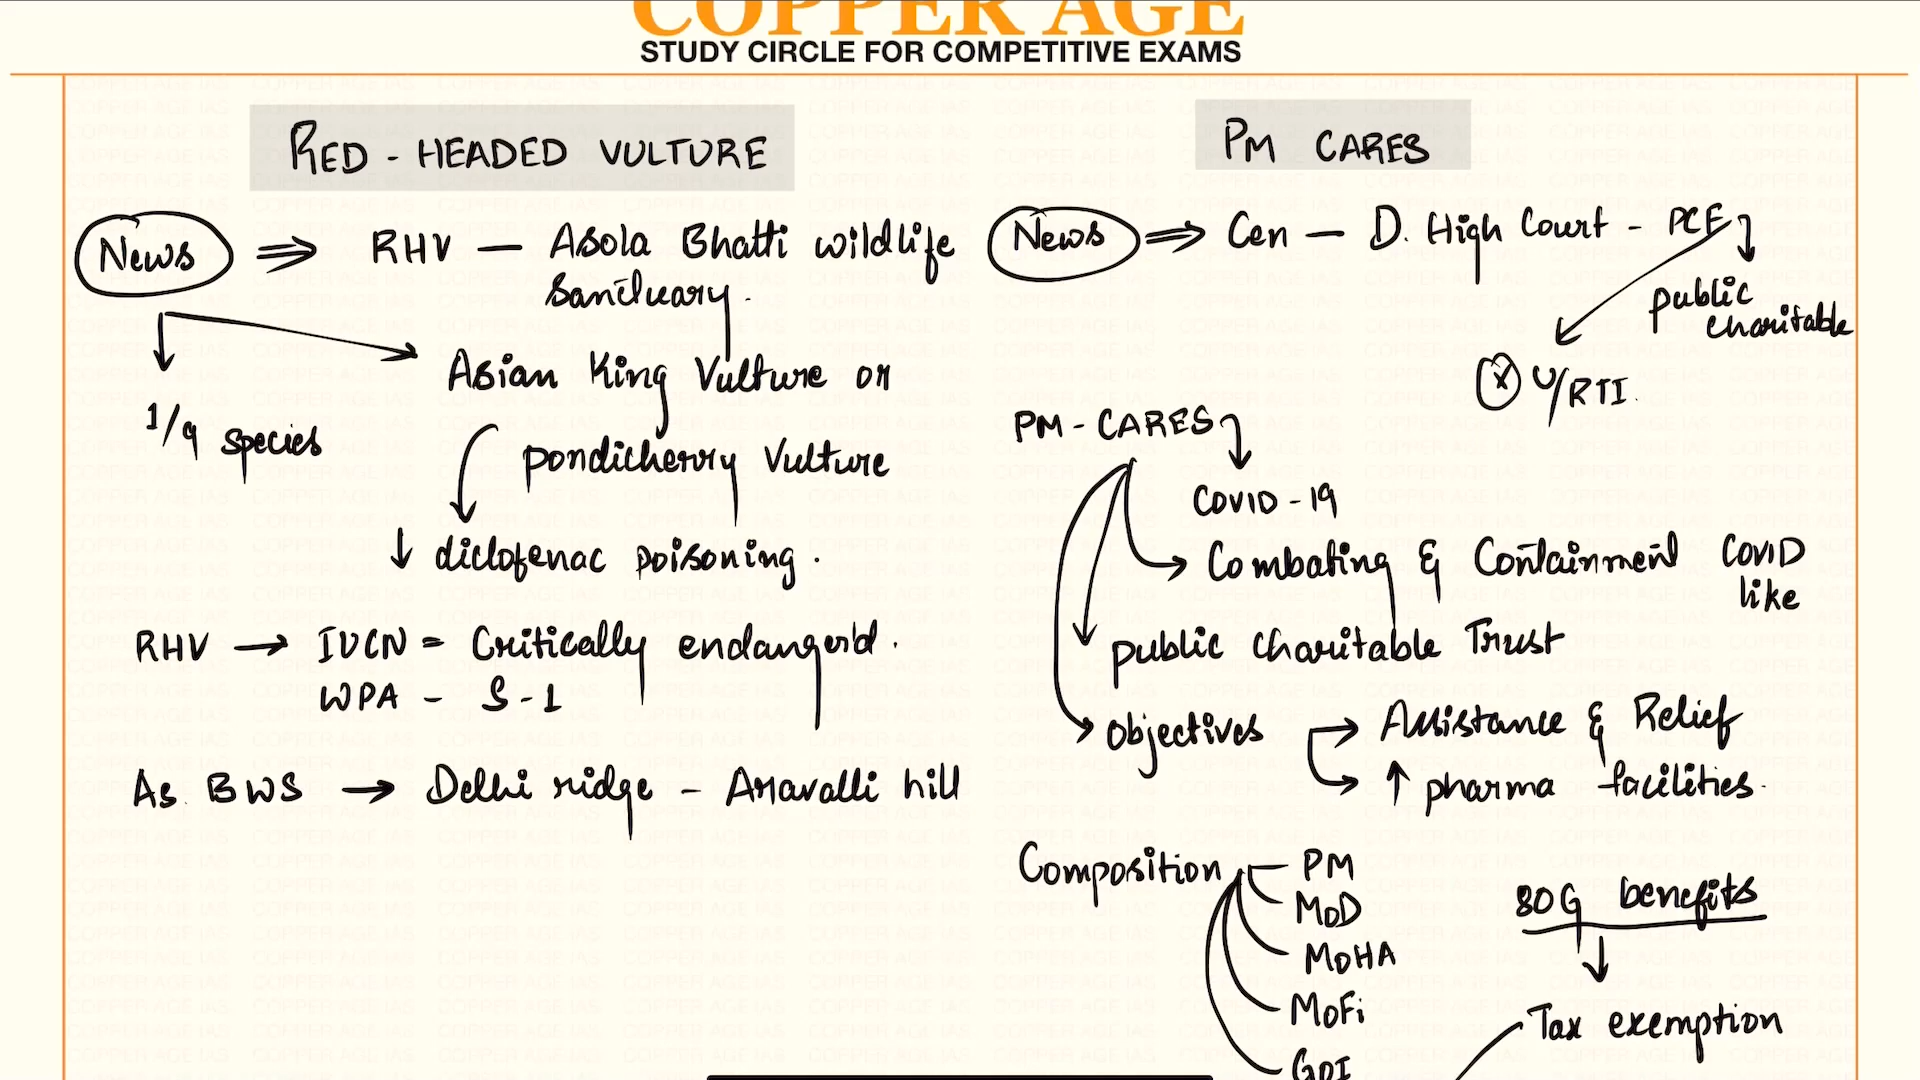 COPPER AGE
STUDY CIRCLE FOR COMPETITIVE EXAMS
RED - HEADED VULTURE
News ⇒ RHV — Asola Bhatti wildlife
Sanctuary.
Asian King Vulture or
1/9 species
pondicherry Vulture
↓ diclofenac poisoning.
RHV → IUCN = Critically endangerd.
WPA - S-1
As. BWS → Delhi ridge - Aravalli hill
PM CARES
News ⇒ Cen — D. High Court - PCF
public
charitable
(x) U/RTI.
PM - CARES
COVID - 19
Combating & Containment COVID
like
public charitable Trust
Objectives → Assistance & Relief
→ ↑ pharma facilities.
Composition - PM
MoD
MoHA
MoFi
GOI
80G benefits
↓
Tax exemption